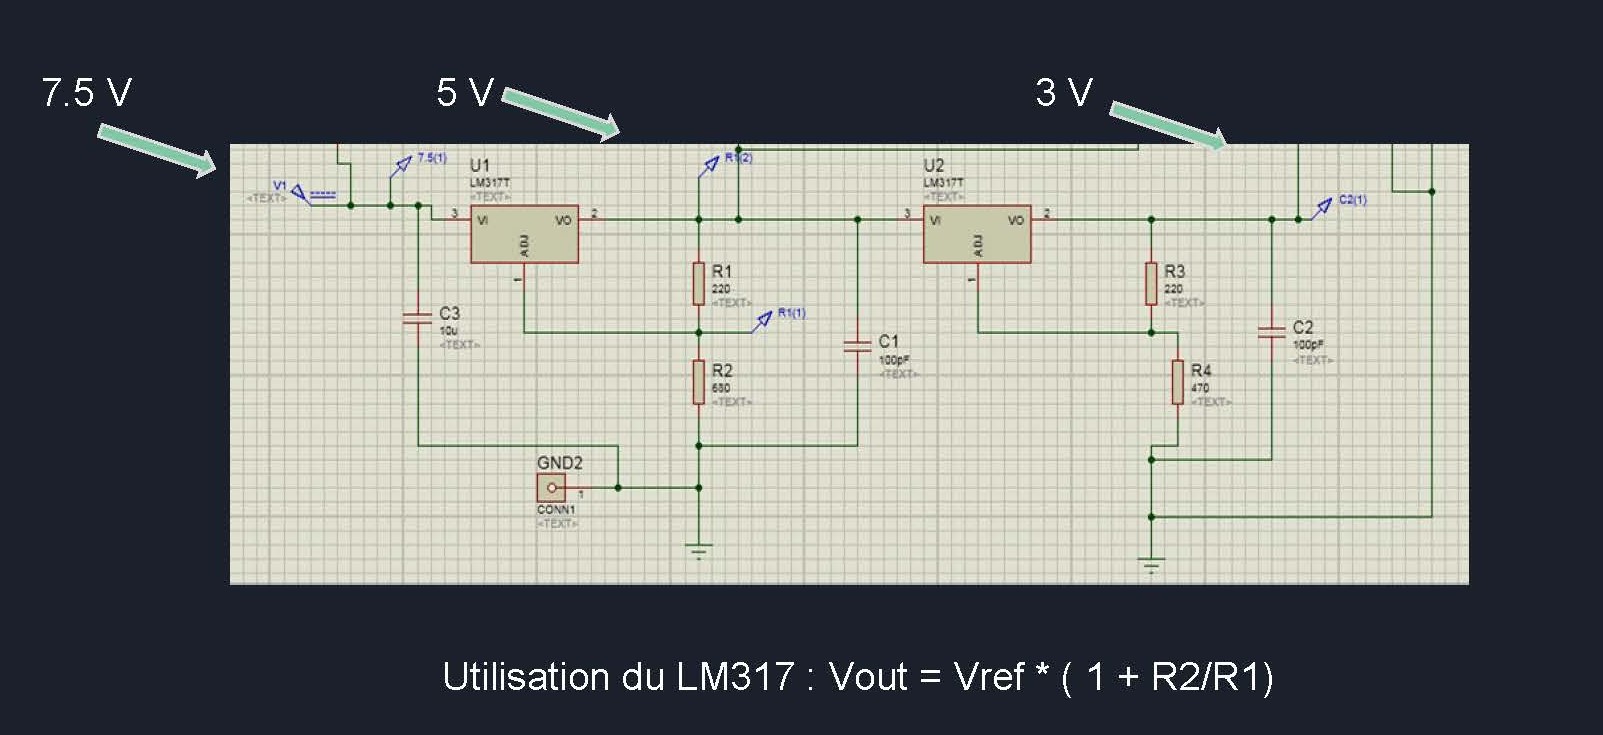 7.5 V
5 V
3 V
V1
<TEXT>
7.5(1)
U1
LM317T
<TEXT>
3
VI
VO
2
ADJ
1
R1(2)
U2
LM317T
<TEXT>
3
VI
VO
2
ADJ
1
C2(1)
R1
220
<TEXT>
R3
220
<TEXT>
C3
10u
<TEXT>
R1(1)
C1
100pF
<TEXT>
C2
100pF
<TEXT>
R2
680
<TEXT>
R4
470
<TEXT>
GND2
1
CONN1
<TEXT>
Utilisation du LM317 : Vout = Vref * ( 1 + R2/R1)